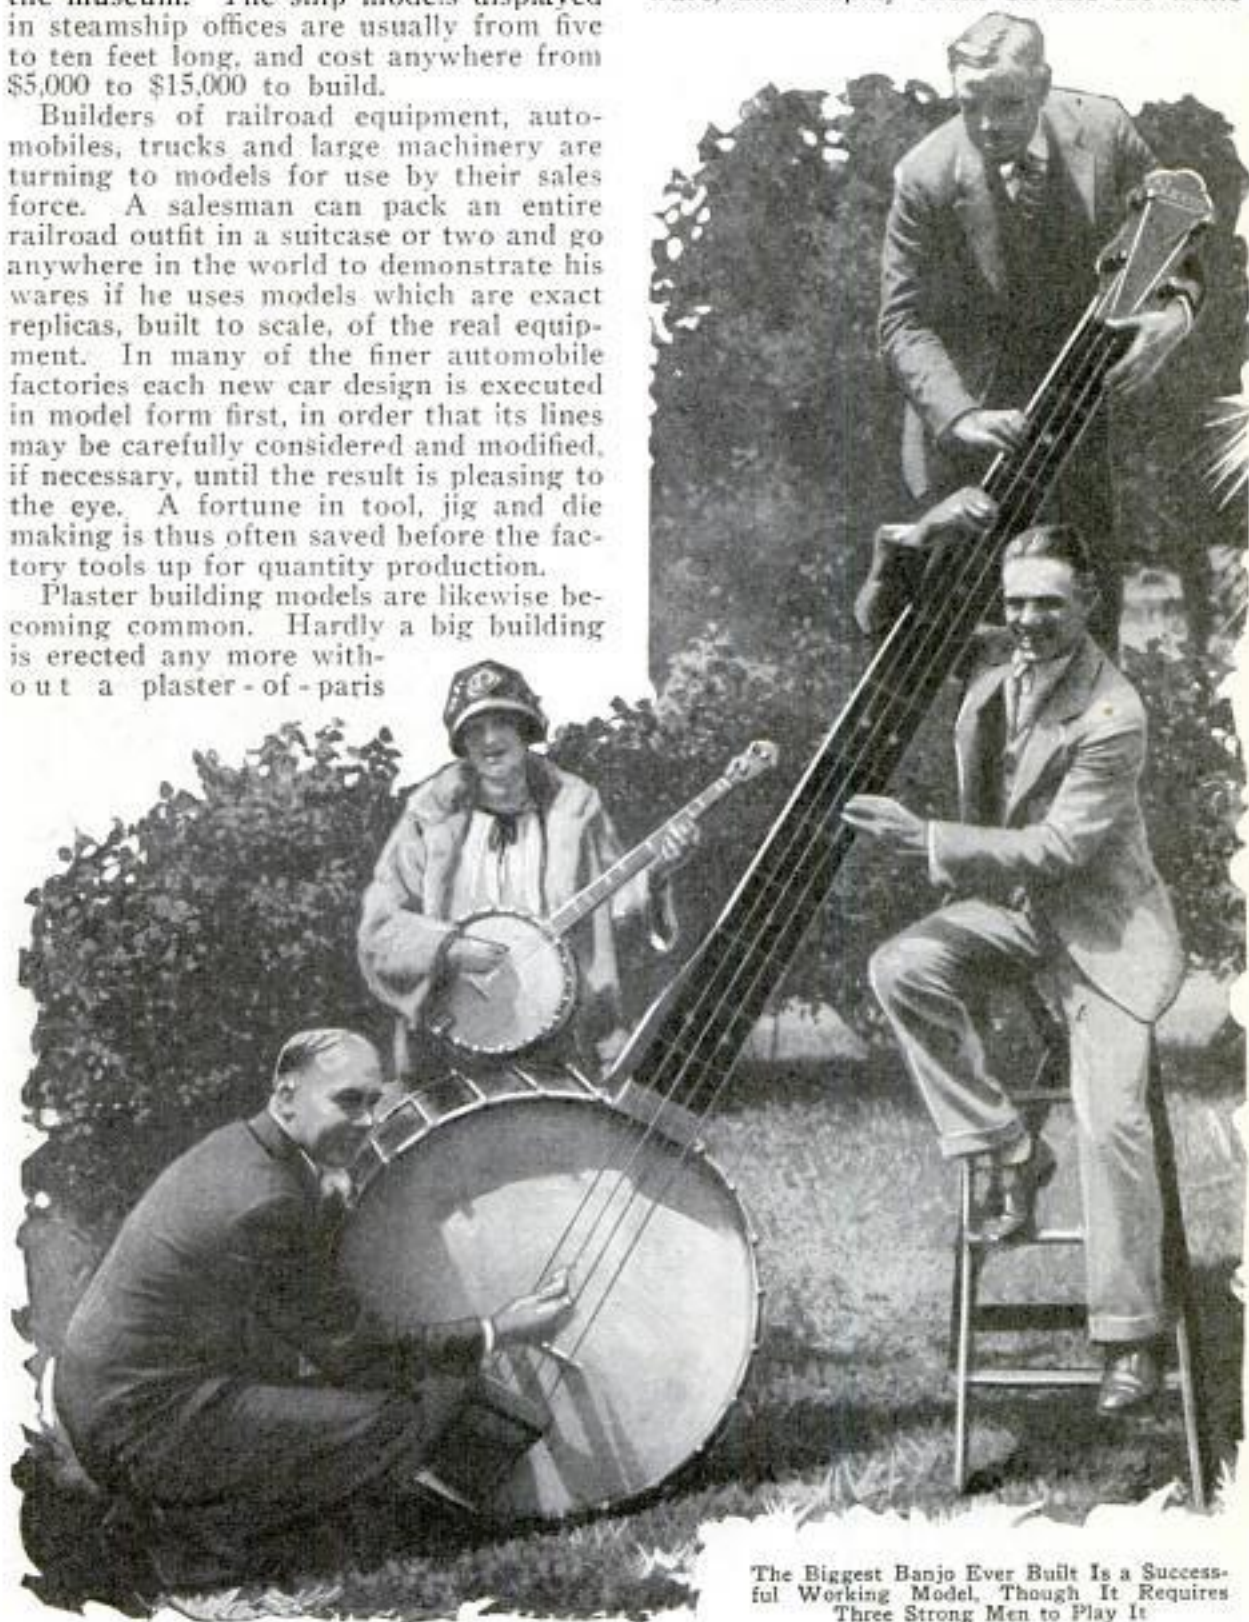 the museum. The ship models displayed
in steamship offices are usually from five
to ten feet long, and cost anywhere from
$5,000 to $15,000 to build.
Builders of railroad equipment, auto-
mobiles, trucks and large machinery are
turning to models for use by their sales
force. A salesman can pack an entire
railroad outfit in a suitcase or two and go
anywhere in the world to demonstrate his
wares if he uses models which are exact
replicas, built to scale, of the real equip-
ment. In many of the finer automobile
factories each new car design is executed
in model form first, in order that its lines
may be carefully considered and modified,
if necessary, until the result is pleasing to
the eye. A fortune in tool, jig and die
making is thus often saved before the fac-
tory tools up for quantity production.
Plaster building models are likewise be-
coming common. Hardly a big building
is erected any more with-
out a plaster-of-paris
The Biggest Banjo Ever Built Is a Success-
ful Working Model, Though It Requires
Three Strong Men to Play It